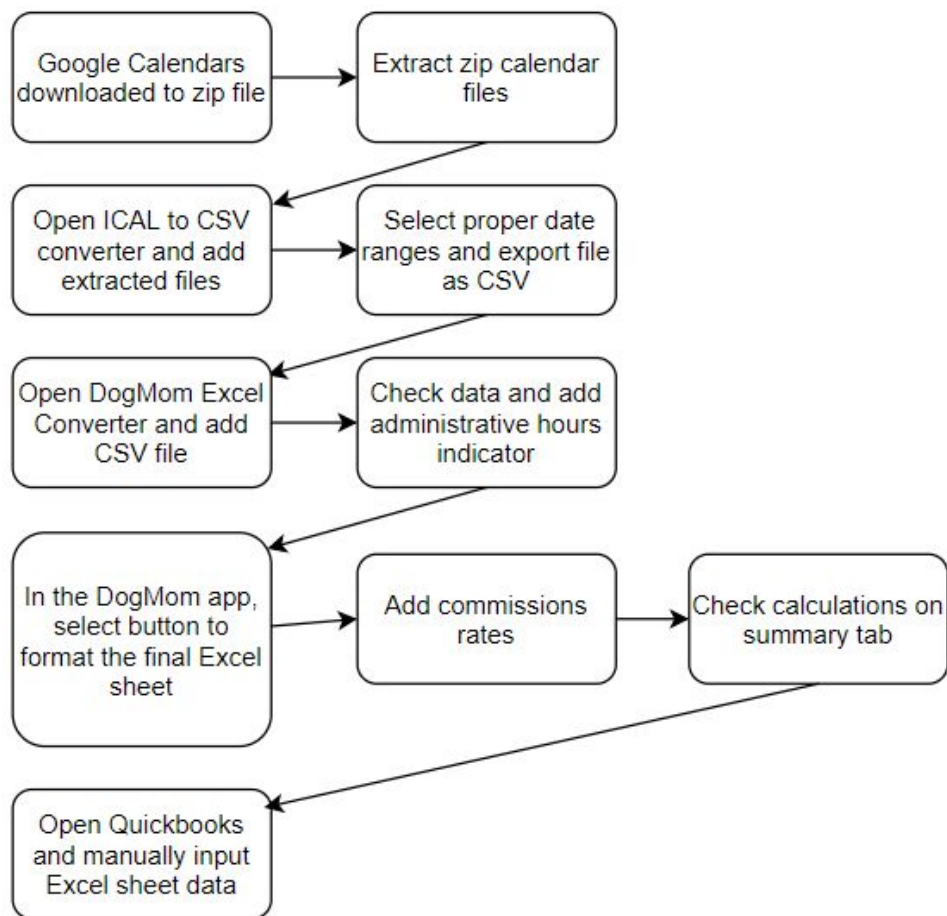 Google Calendars
downloaded to zip file
Extract zip calendar
files
Open ICAL to CSV
converter and add
extracted files
Select proper date
ranges and export file
as CSV
Open DogMom Excel
Converter and add
CSV file
Check data and add
administrative hours
indicator
In the DogMom app,
select button to
format the final Excel
sheet
Add commissions
rates
Check calculations on
summary tab
Open Quickbooks
and manually input
Excel sheet data